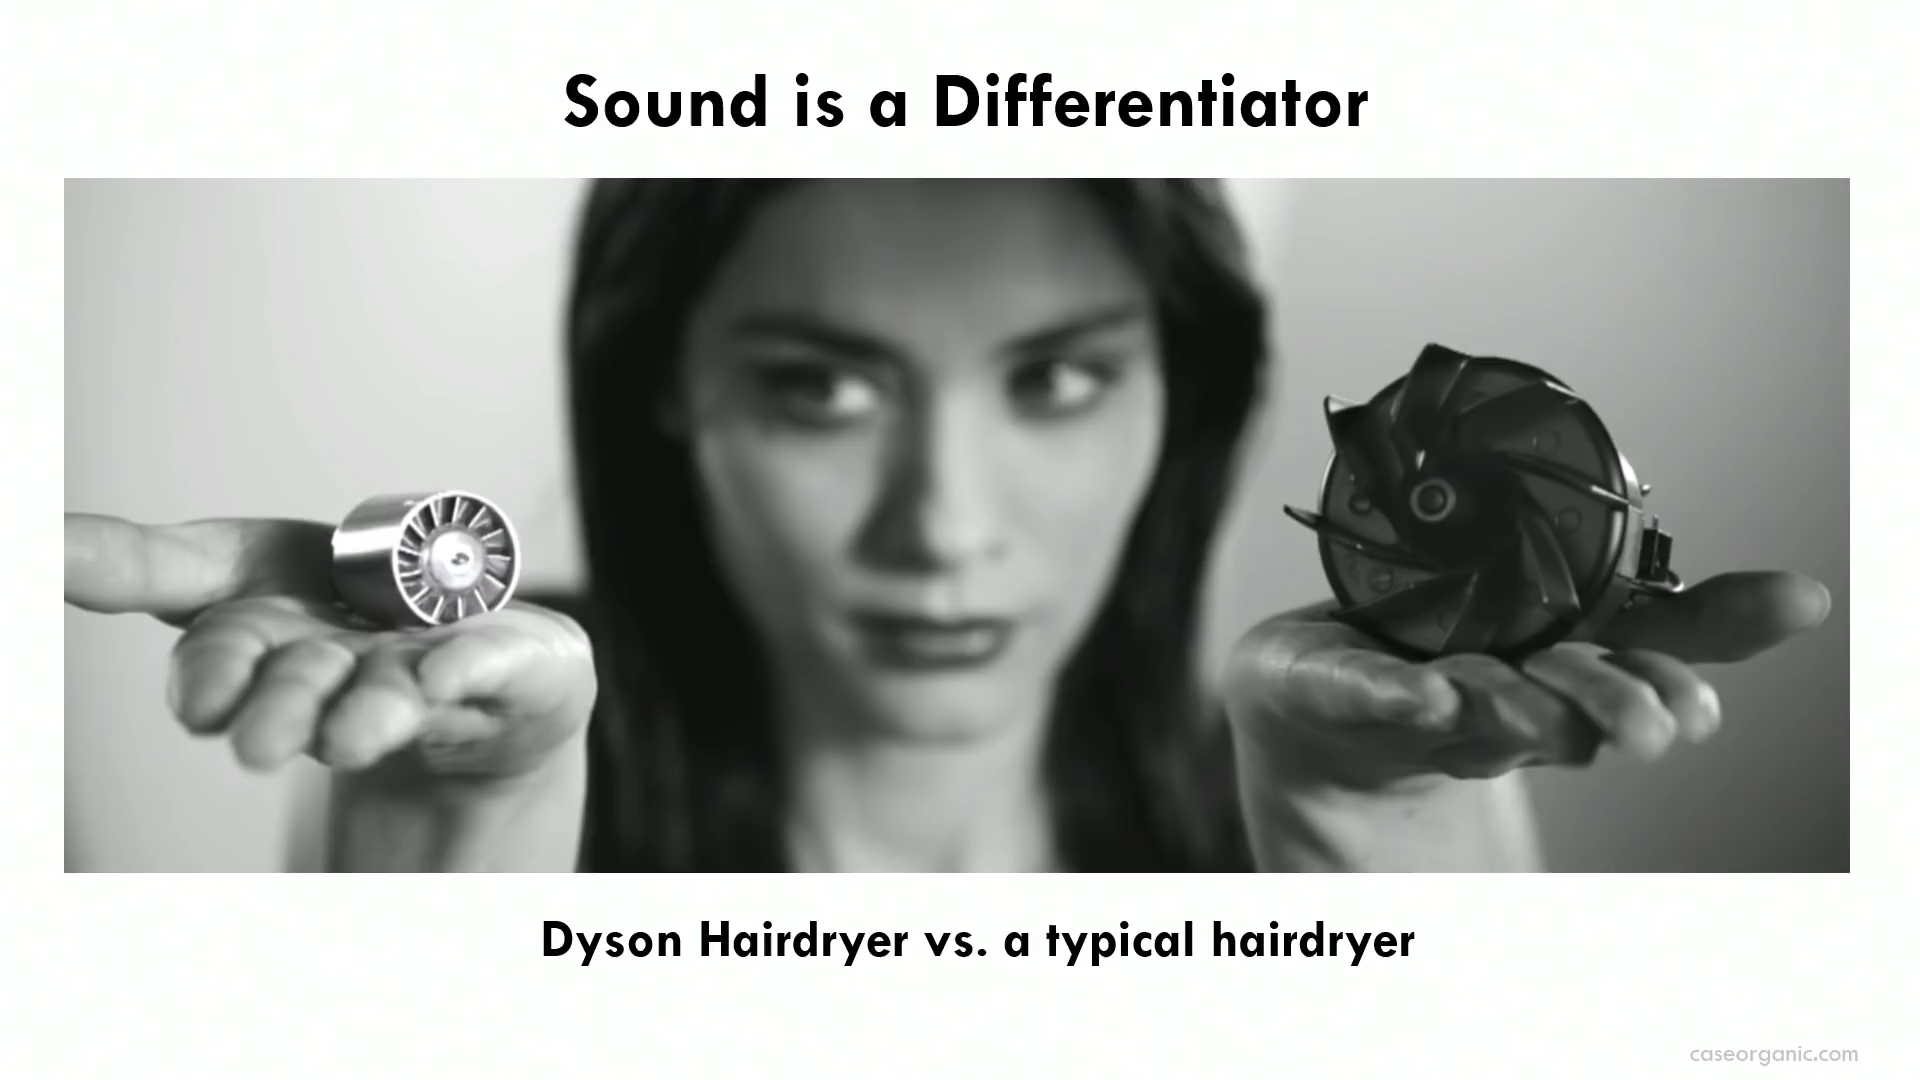 Sound is a Differentiator
Dyson Hairdryer vs. a typical hairdryer
caseorganic.com